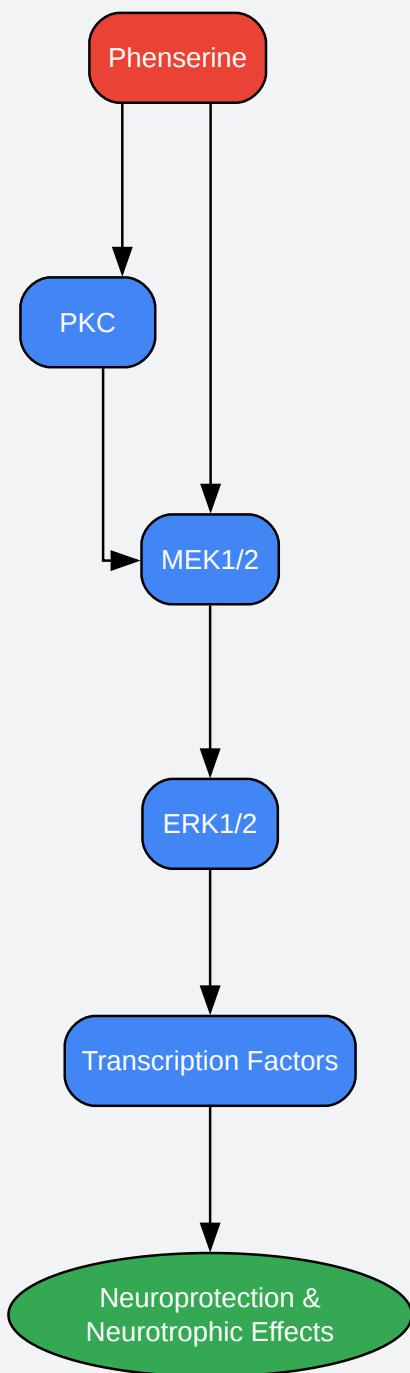 Phenserine
PKC
MEK1/2
ERK1/2
Transcription Factors
Neuroprotection &
Neurotrophic Effects